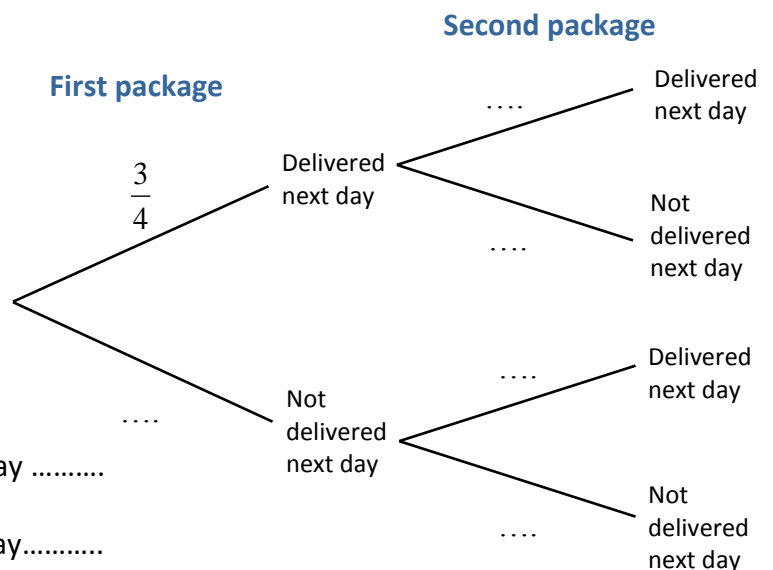 Second package
First package
Delivered
next day
....
3
4
Delivered
next day
Not
delivered
next day
....
Delivered
next day
....
Not
delivered
next day
....
ay ..........
Not
delivered
next day
....
ay...........